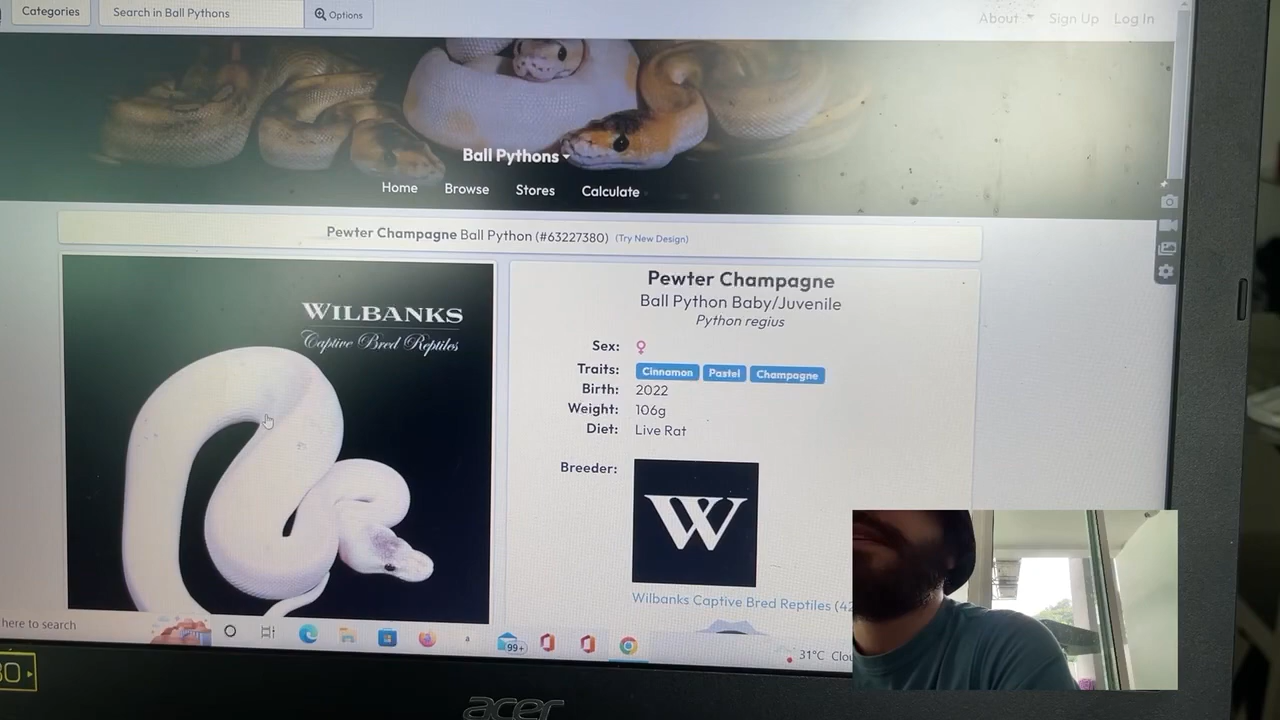 Categories
Search in Ball Pythons
Options
About
Sign Up
Log In
Ball Pythons
Home
Browse
Stores
Calculate
Pewter Champagne Ball Python (#63227380) (Try New Design)
WILBANKS
Captive Bred Reptiles
Pewter Champagne
Ball Python Baby/Juvenile
Python regius
Sex: ♀
Traits: Cinnamon Pastel Champagne
Birth: 2022
Weight: 106g
Diet: Live Rat
Breeder:
W
Wilbanks Captive Bred Reptiles (42
here to search
a
99+
31°C Clou
acer